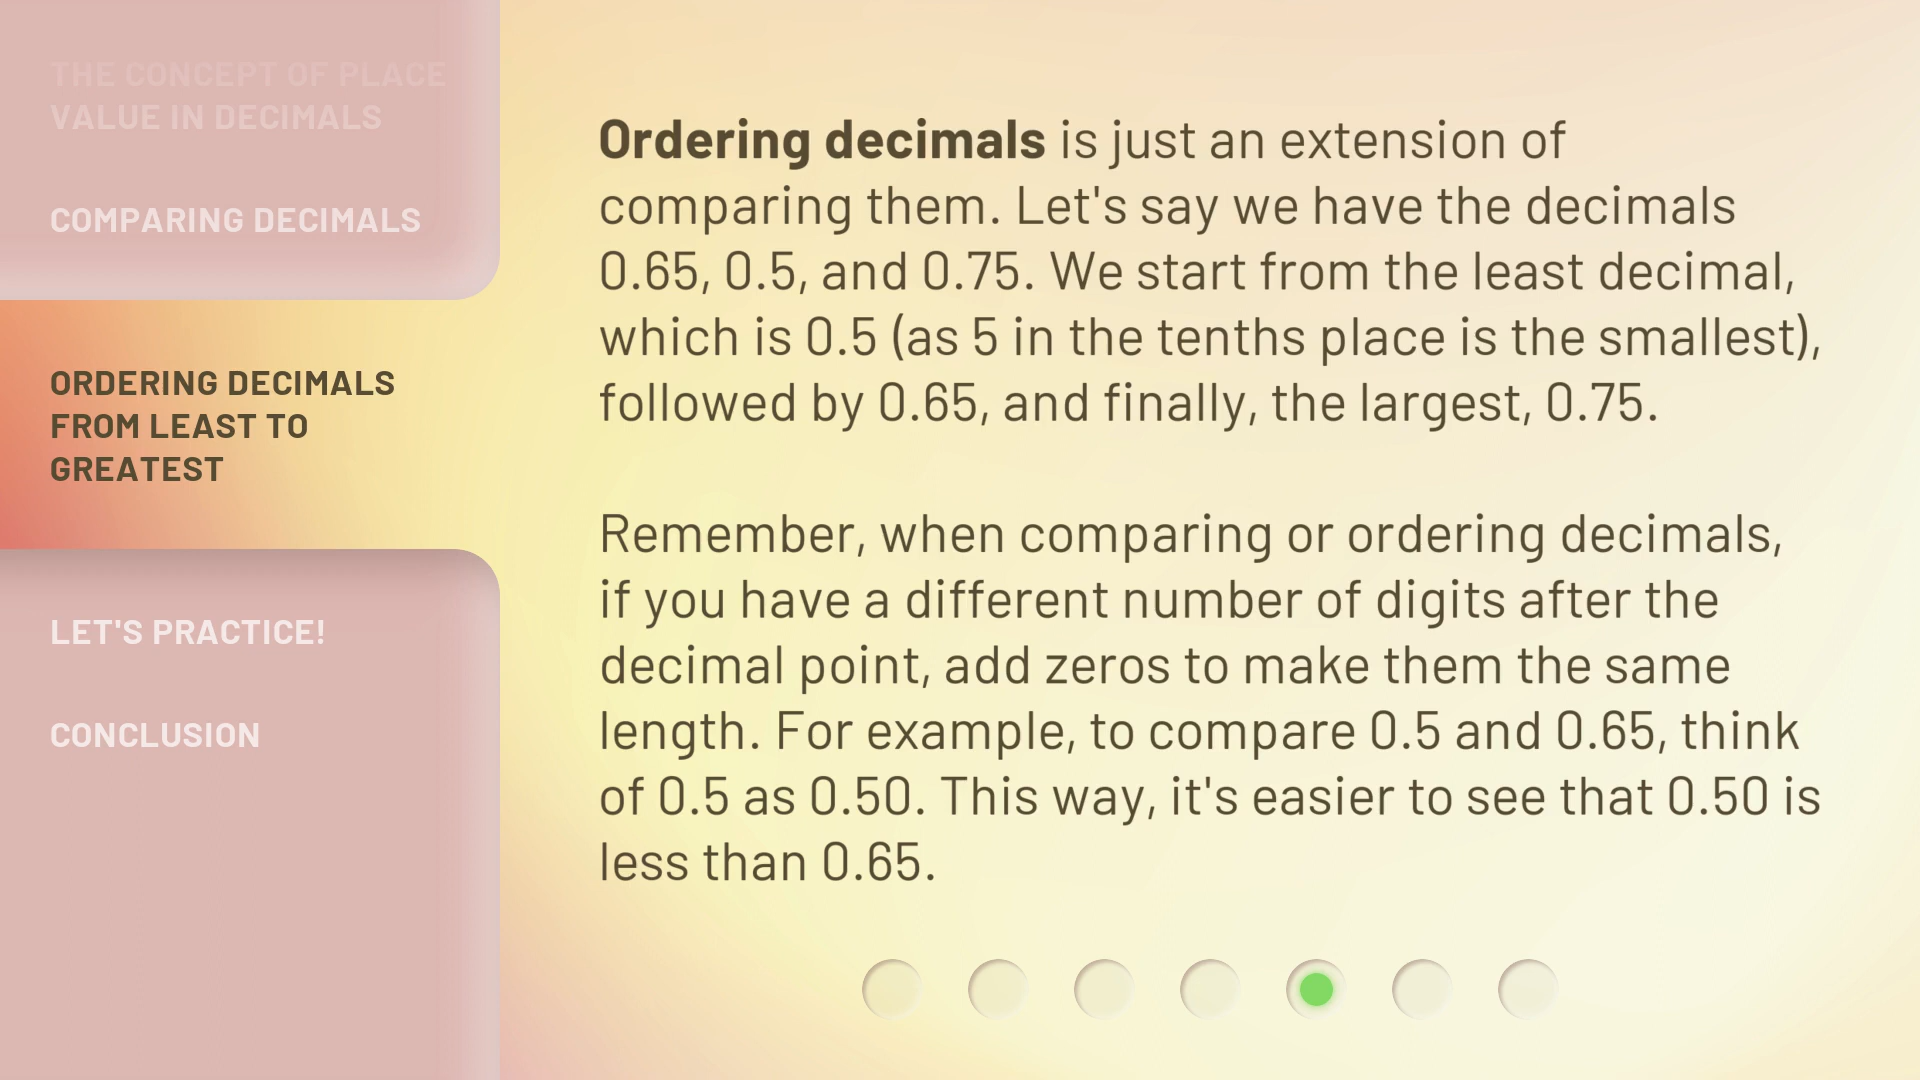 THE CONCEPT OF PLACE
VALUE IN DECIMALS
COMPARING DECIMALS
ORDERING DECIMALS
FROM LEAST TO
GREATEST
LET'S PRACTICE!
CONCLUSION
Ordering decimals is just an extension of
comparing them. Let's say we have the decimals
0.65, 0.5, and 0.75. We start from the least decimal,
which is 0.5 (as 5 in the tenths place is the smallest),
followed by 0.65, and finally, the largest, 0.75.
Remember, when comparing or ordering decimals,
if you have a different number of digits after the
decimal point, add zeros to make them the same
length. For example, to compare 0.5 and 0.65, think
of 0.5 as 0.50. This way, it's easier to see that 0.50 is
less than 0.65.